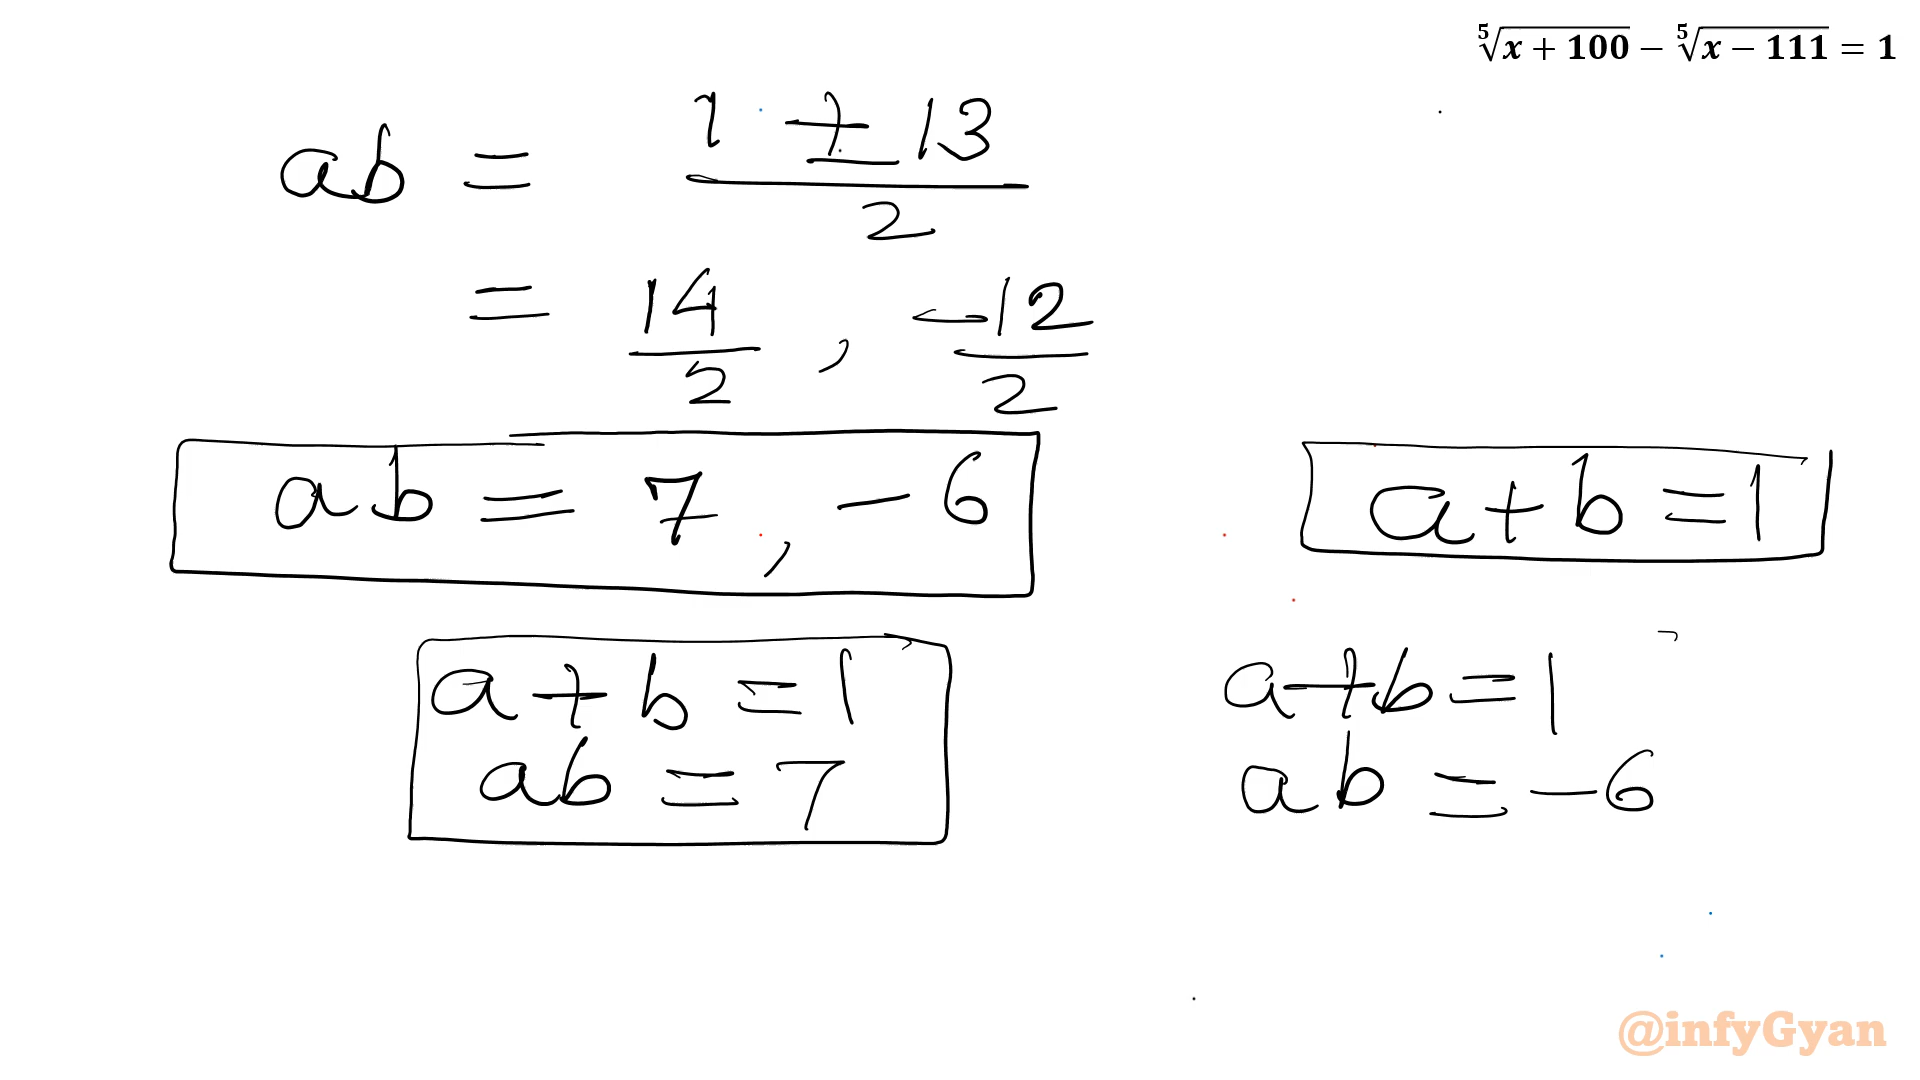 ⁵√(x + 100) − ⁵√(x − 111) = 1
ab = (1 ± 13)/2
= 14/2 , −12/2
ab = 7 , −6
a+b=1
a+b=1
ab=7
a+b=1
ab=−6
@infyGyan